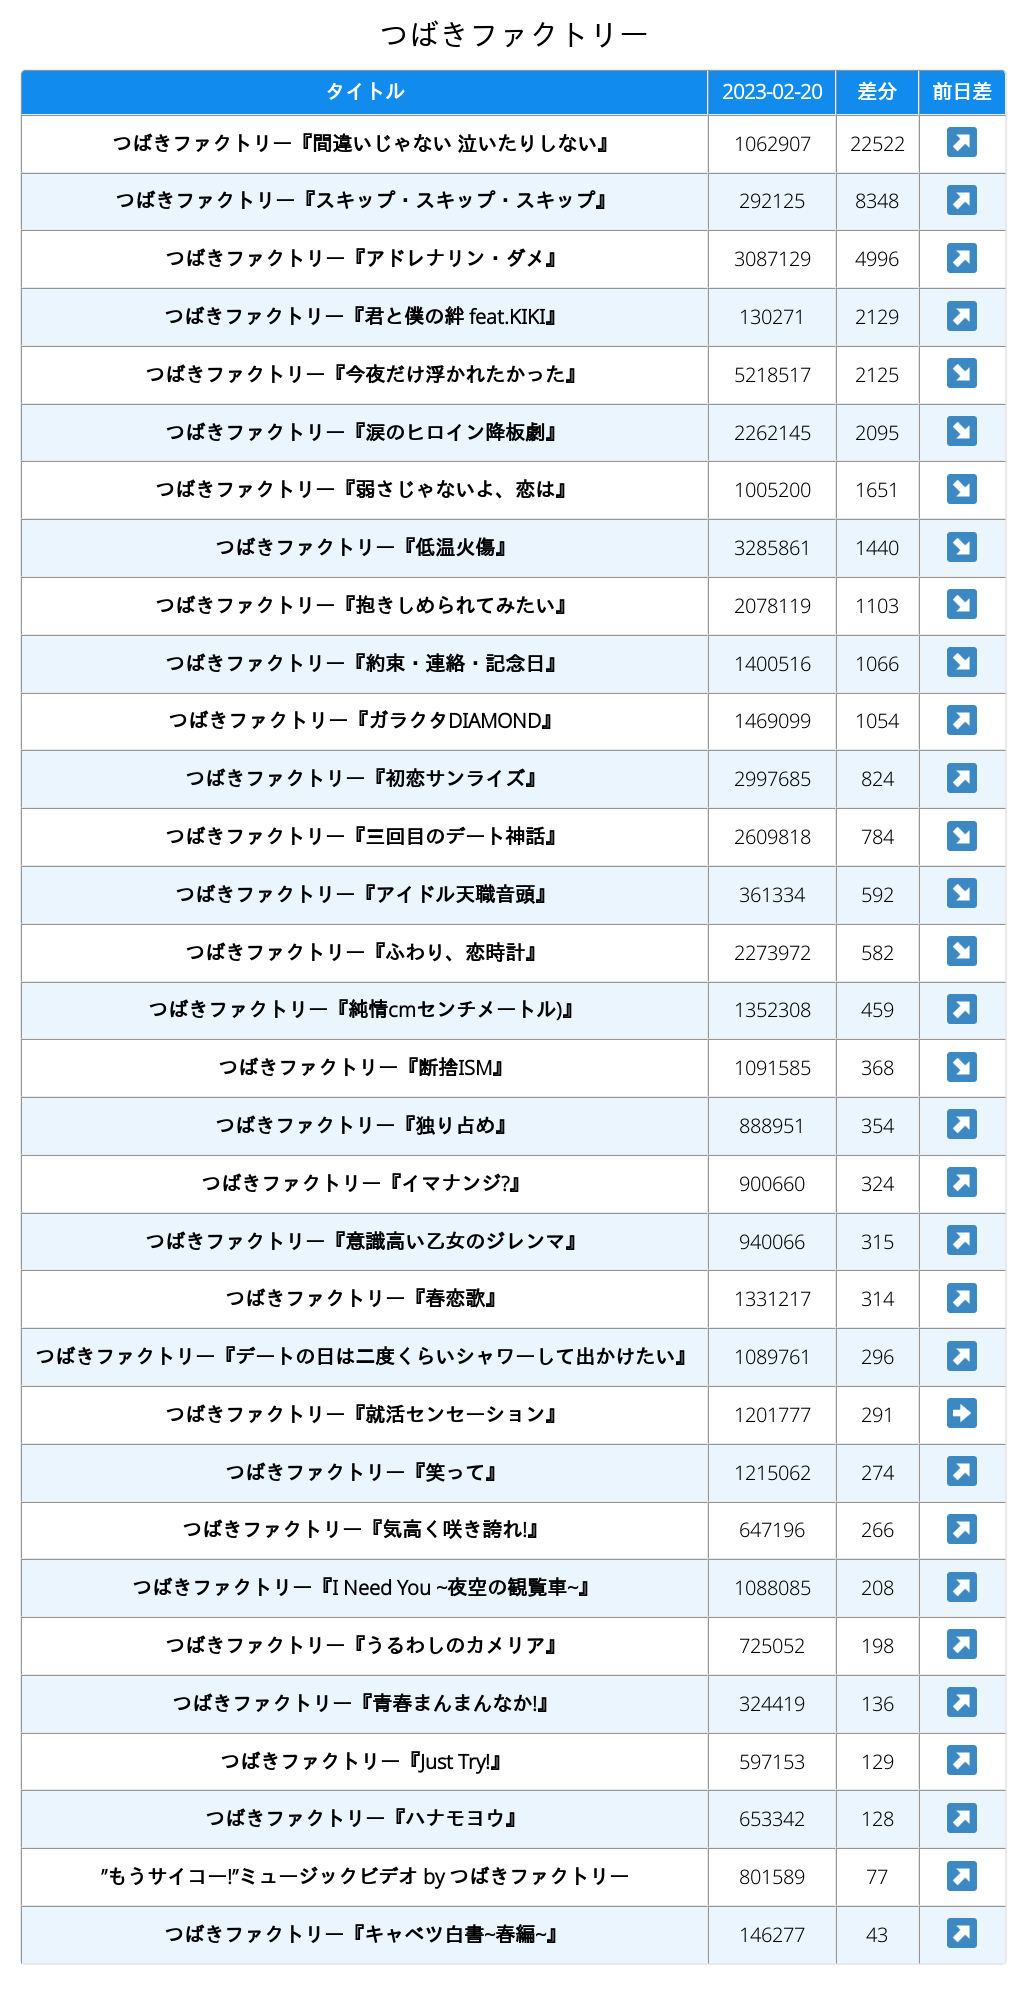 つばきファクトリー
タイトル 2023-02-20 差分 前日差
つばきファクトリー『間違いじゃない 泣いたりしない』 1062907 22522
つばきファクトリー『スキップ・スキップ・スキップ』 292125 8348
つばきファクトリー『アドレナリン・ダメ』 3087129 4996
つばきファクトリー『君と僕の絆 feat.KIKI』 130271 2129
つばきファクトリー『今夜だけ浮かれたかった』 5218517 2125
つばきファクトリー『涙のヒロイン降板劇』 2262145 2095
つばきファクトリー『弱さじゃないよ、恋は』 1005200 1651
つばきファクトリー『低温火傷』 3285861 1440
つばきファクトリー『抱きしめられてみたい』 2078119 1103
つばきファクトリー『約束・連絡・記念日』 1400516 1066
つばきファクトリー『ガラクタDIAMOND』 1469099 1054
つばきファクトリー『初恋サンライズ』 2997685 824
つばきファクトリー『三回目のデート神話』 2609818 784
つばきファクトリー『アイドル天職音頭』 361334 592
つばきファクトリー『ふわり、恋時計』 2273972 582
つばきファクトリー『純情cmセンチメートル)』 1352308 459
つばきファクトリー『断捨ISM』 1091585 368
つばきファクトリー『独り占め』 888951 354
つばきファクトリー『イマナンジ?』 900660 324
つばきファクトリー『意識高い乙女のジレンマ』 940066 315
つばきファクトリー『春恋歌』 1331217 314
つばきファクトリー『デートの日は二度くらいシャワーして出かけたい』 1089761 296
つばきファクトリー『就活センセーション』 1201777 291
つばきファクトリー『笑って』 1215062 274
つばきファクトリー『気高く咲き誇れ!』 647196 266
つばきファクトリー『I Need You ~夜空の観覧車~』 1088085 208
つばきファクトリー『うるわしのカメリア』 725052 198
つばきファクトリー『青春まんまんなか!』 324419 136
つばきファクトリー『Just Try!』 597153 129
つばきファクトリー『ハナモヨウ』 653342 128
”もうサイコー!”ミュージックビデオ by つばきファクトリー 801589 77
つばきファクトリー『キャベツ白書~春編~』 146277 43